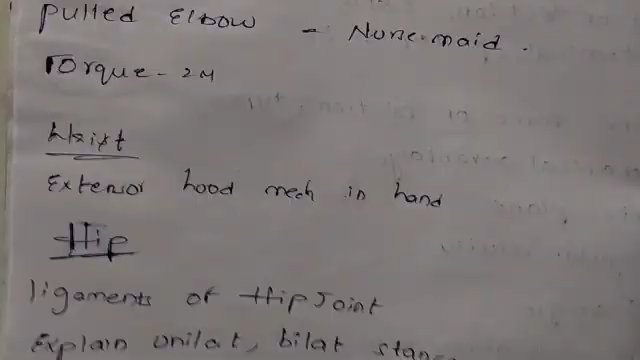 Pulled Elbow - Nurse.maid.
Torque - 2M
Wrist
Extensor hood mech in hand
Hip
ligaments of Hip Joint
Explain unilat, bilat stan